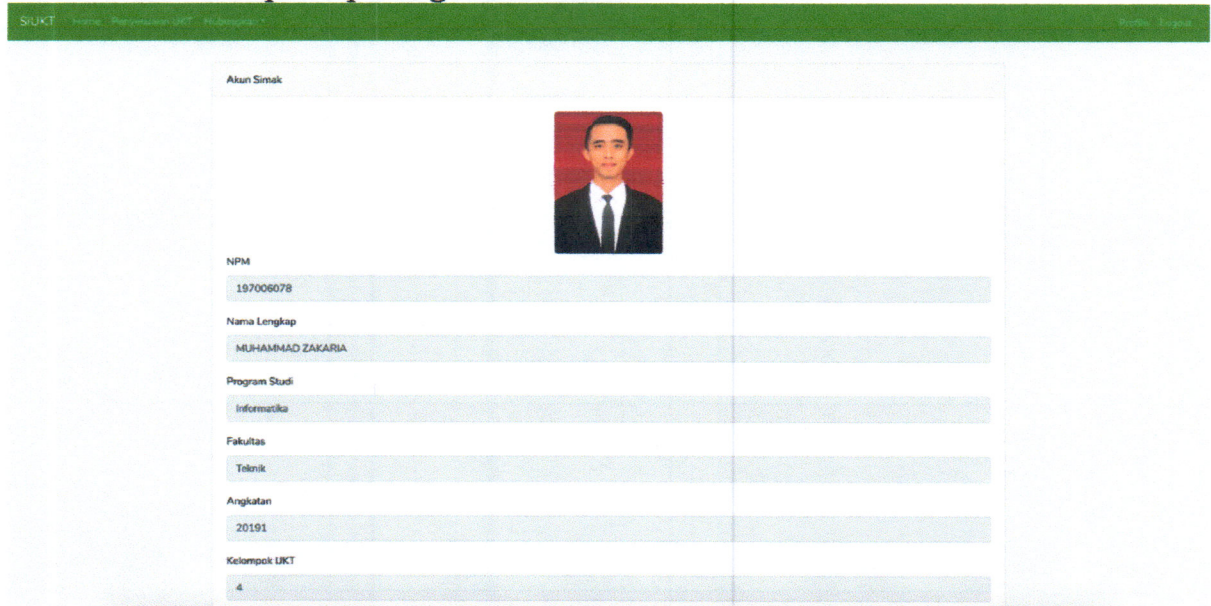 SIUKT Home Penyesuaian UKT Hubungkan Profile Logout
Akun Simak
NPM
197006078
Nama Lengkap
MUHAMMAD ZAKARIA
Program Studi
Informatika
Fakultas
Teknik
Angkatan
20191
Kelompok UKT
4